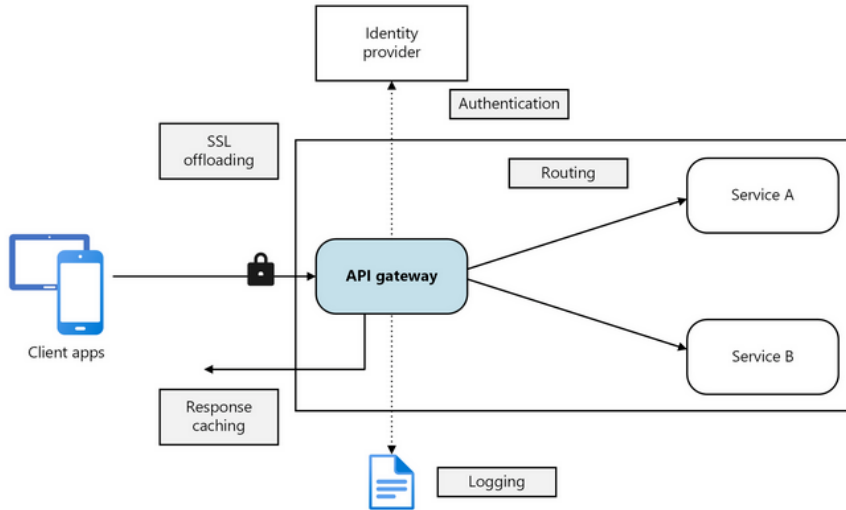 Identity
provider
Authentication
SSL
offloading
Routing
Service A
API gateway
Client apps
Service B
Response
caching
Logging